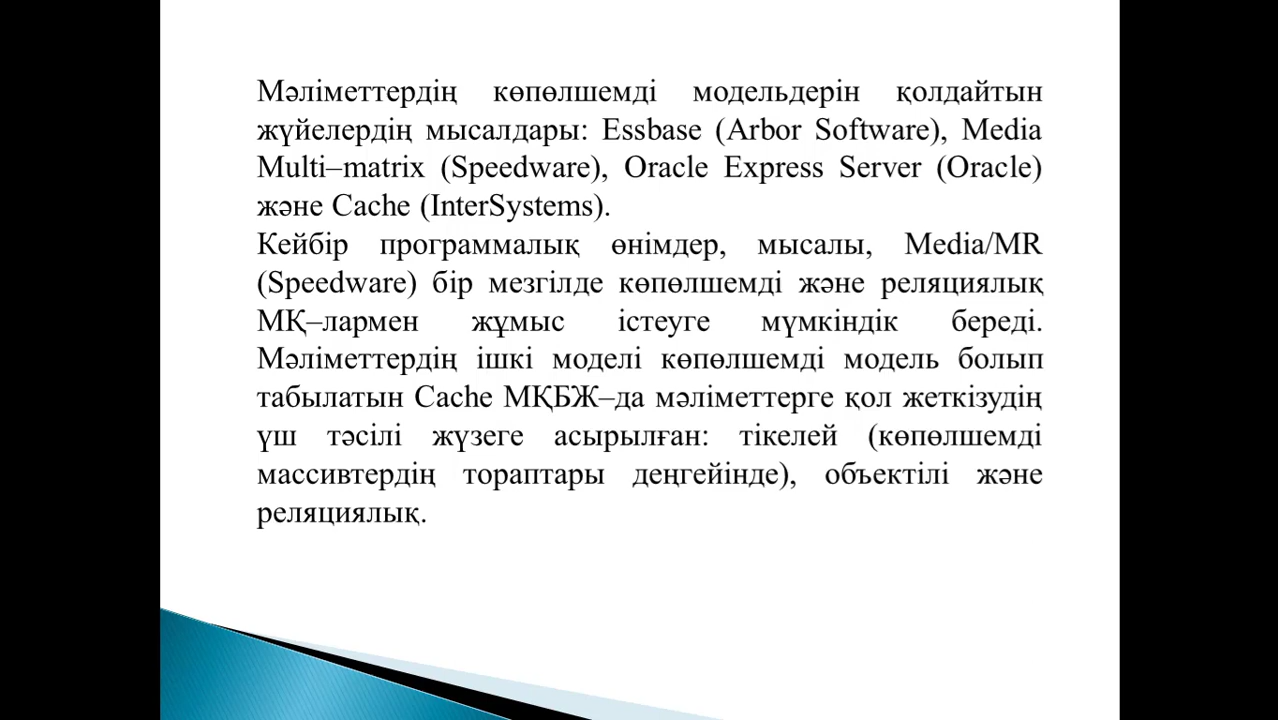 Мәліметтердің көпөлшемді модельдерін қолдайтын
жүйелердің мысалдары: Essbase (Arbor Software), Media
Multi–matrix (Speedware), Oracle Express Server (Oracle)
және Cache (InterSystems).
Кейбір программалық өнімдер, мысалы, Media/MR
(Speedware) бір мезгілде көпөлшемді және реляциялық
МҚ–лармен жұмыс істеуге мүмкіндік береді.
Мәліметтердің ішкі моделі көпөлшемді модель болып
табылатын Cache МҚБЖ–да мәліметтерге қол жеткізудің
үш тәсілі жүзеге асырылған: тікелей (көпөлшемді
массивтердің тораптары деңгейінде), объектілі және
реляциялық.